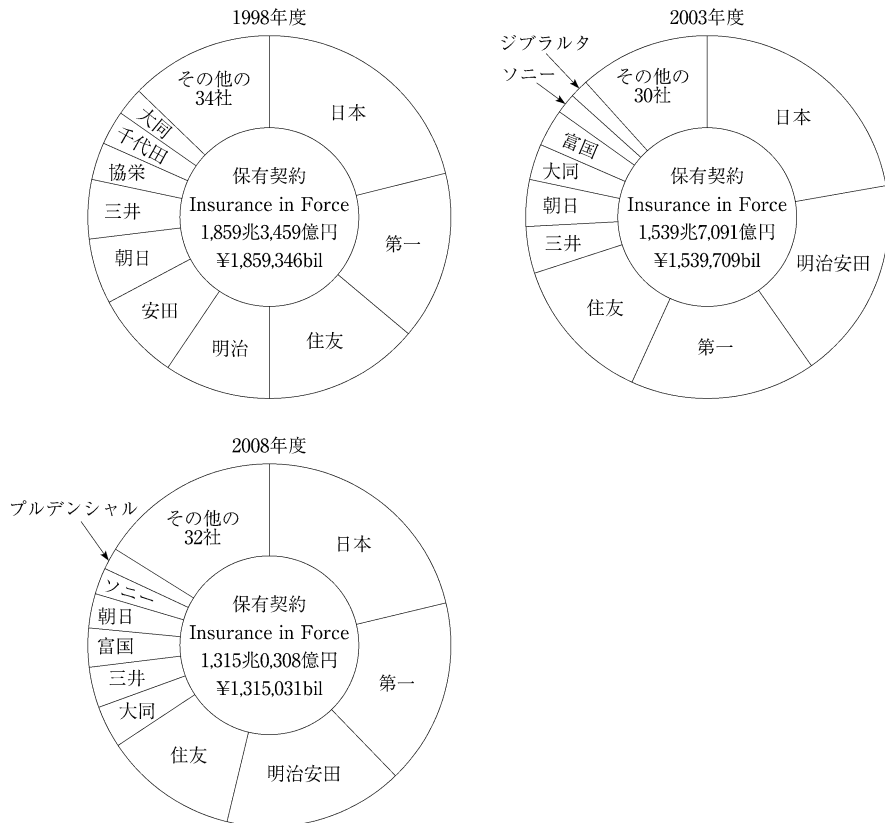 1998年度
日本
第一
住友
明治
安田
朝日
三井
協栄
千代田
大同
その他の
34社
保有契約
Insurance in Force
1,859兆3,459億円
¥1,859,346bil
2003年度
日本
明治安田
第一
住友
三井
朝日
大同
富国
ソニー
ジブラルタ
その他の
30社
保有契約
Insurance in Force
1,539兆7,091億円
¥1,539,709bil
2008年度
日本
第一
明治安田
住友
大同
三井
富国
朝日
ソニー
プルデンシャル
その他の
32社
保有契約
Insurance in Force
1,315兆0,308億円
¥1,315,031bil